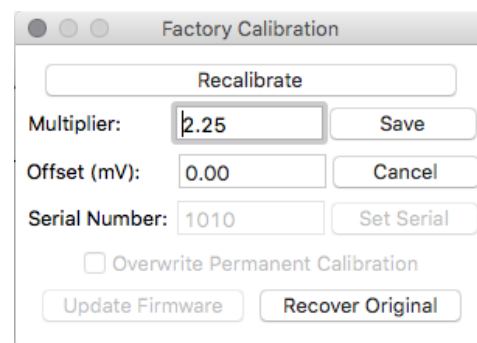 Factory Calibration
Recalibrate
Multiplier: 2.25 Save
Offset (mV): 0.00 Cancel
Serial Number: 1010 Set Serial
Overwrite Permanent Calibration
Update Firmware Recover Original